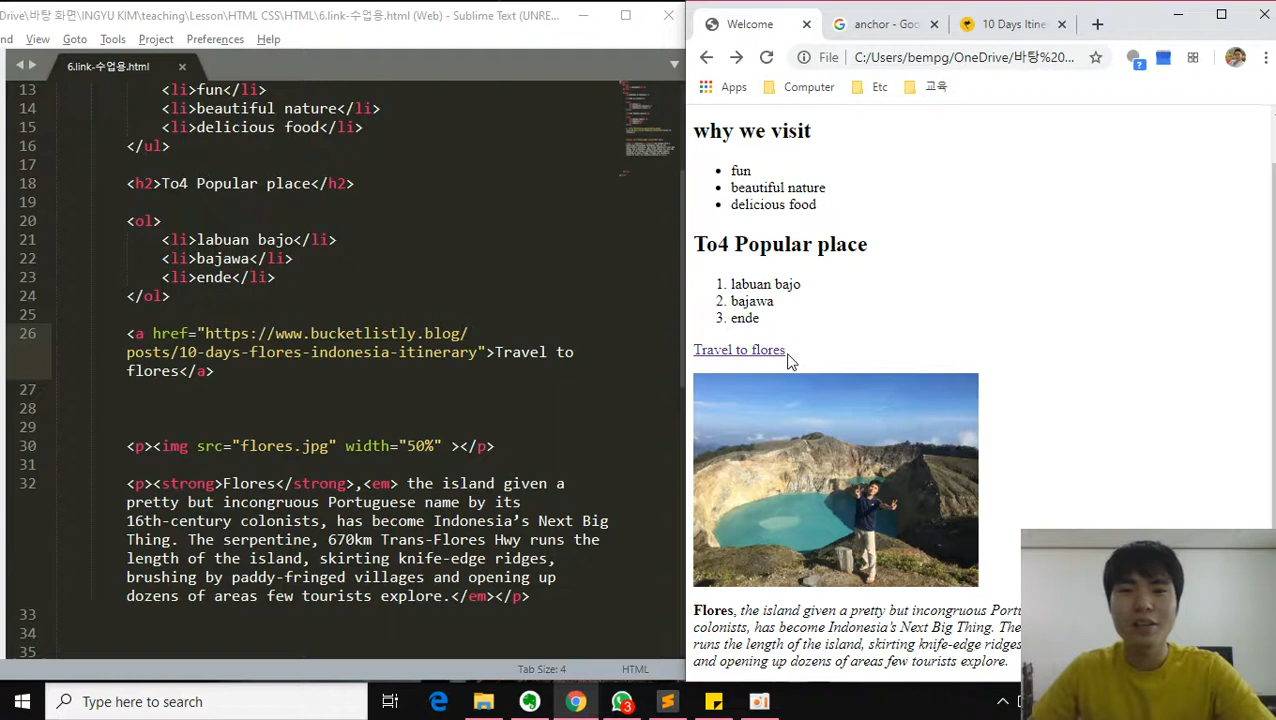 Drive\바탕 화면\INGYU KIM\teaching\Lesson\HTML CSS\HTML\6.link-수업용.html (Web) - Sublime Text (UNRE...
nd View Goto Tools Project Preferences Help
6.link-수업용.html
13 <li>fun</li>
14 <li>beautiful nature</li>
15 <li>delicious food</li>
16 </ul>
17
18 <h2>To4 Popular place</h2>
19
20 <ol>
21 <li>labuan bajo</li>
22 <li>bajawa</li>
23 <li>ende</li>
24 </ol>
25
26 <a href="https://www.bucketlistly.blog/
posts/10-days-flores-indonesia-itinerary">Travel to
flores</a>
27
28
29
30 <p><img src="flores.jpg" width="50%" ></p>
31
32 <p><strong>Flores</strong>,<em> the island given a
pretty but incongruous Portuguese name by its
16th-century colonists, has become Indonesia’s Next Big
Thing. The serpentine, 670km Trans-Flores Hwy runs the
length of the island, skirting knife-edge ridges,
brushing by paddy-fringed villages and opening up
dozens of areas few tourists explore.</em></p>
33
34
35
Tab Size: 4 HTML
Welcome
anchor - Goo
10 Days Itine
C:/Users/bempg/OneDrive/바탕%20...
Apps Computer Etc 교육
why we visit
• fun
• beautiful nature
• delicious food
To4 Popular place
1. labuan bajo
2. bajawa
3. ende
Travel to flores
Flores, the island given a pretty but incongruous Portu
colonists, has become Indonesia's Next Big Thing. The
runs the length of the island, skirting knife-edge ridges
and opening up dozens of areas few tourists explore.
Type here to search
3